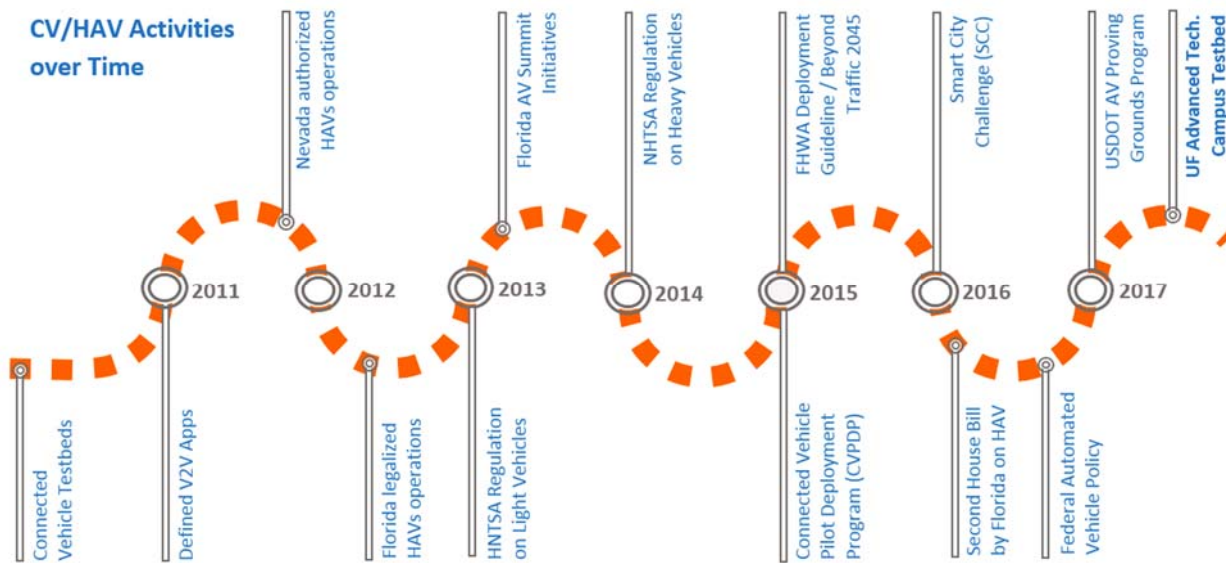 CV/HAV Activities
over Time
Nevada authorized
HAVs operations
Florida AV Summit
Initiatives
NHTSA Regulation
on Heavy Vehicles
FHWA Deployment
Guideline / Beyond
Traffic 2045
Smart City
Challenge (SCC)
USDOT AV Proving
Grounds Program
UF Advanced Tech.
Campus Testbed
2011
2012
2013
2014
2015
2016
2017
Connected
Vehicle Testbeds
Defined V2V Apps
Florida legalized
HAVs operations
HNTSA Regulation
on Light Vehicles
Connected Vehicle
Pilot Deployment
Program (CVPDP)
Second House Bill
by Florida on HAV
Federal Automated
Vehicle Policy